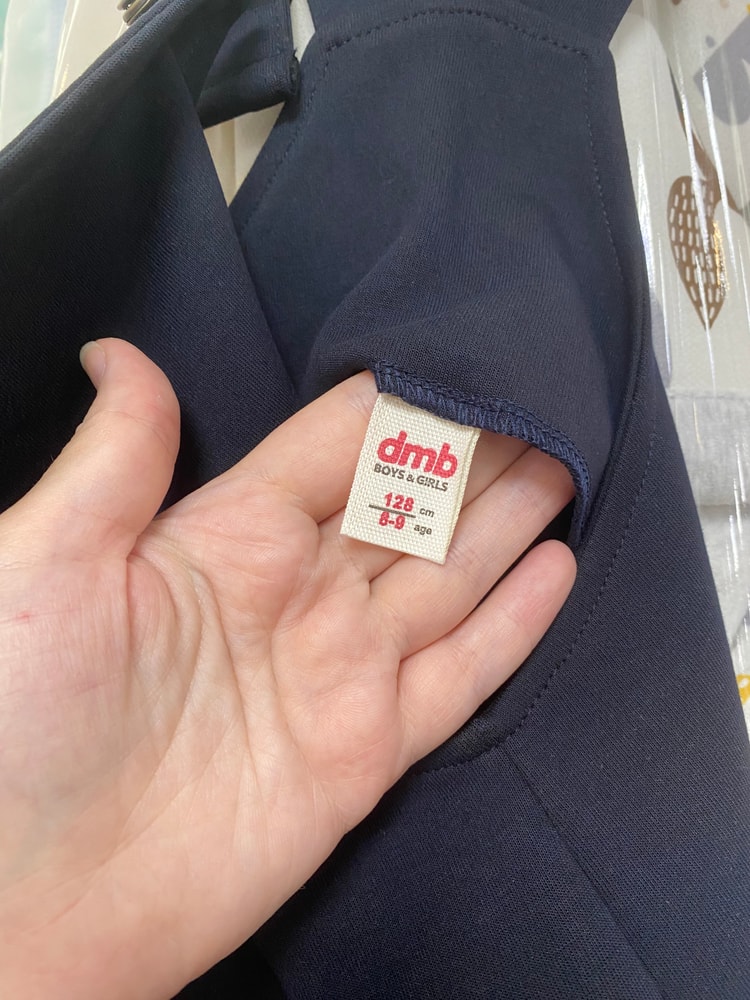 dmb
BOYS & GIRLS
128 cm
8-9 age